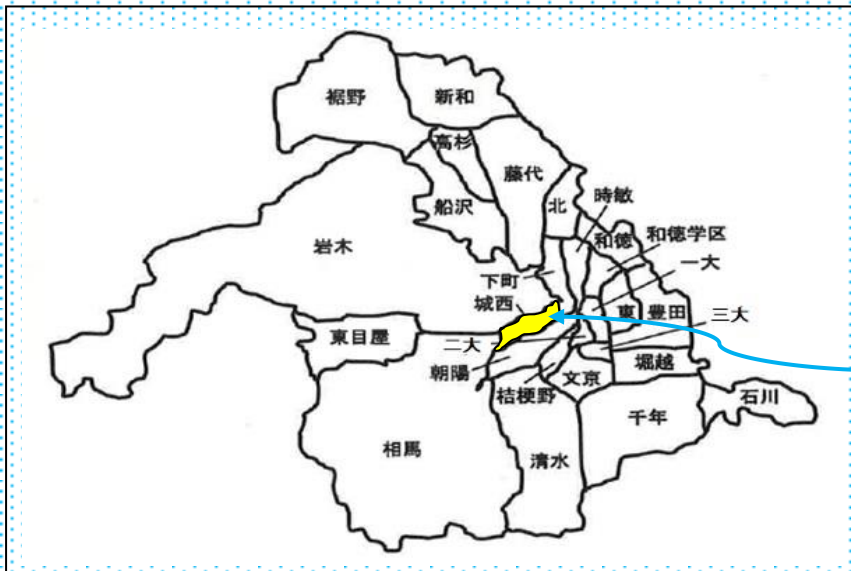 裾野
新和
高杉
藤代
船沢
北
時敏
和徳
和徳学区
岩木
下町
一大
城西
東
豊田
三大
東目屋
二大
朝陽
堀越
桔梗野
文京
石川
千年
相馬
清水